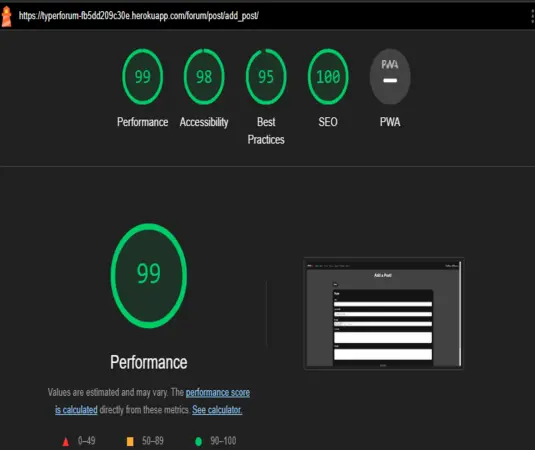 https://typerforum-fb5dd209c30e.herokuapp.com/forum/post/add_post/
99 98 95 100 PWA
Performance Accessibility Best Practices SEO PWA
99
Add a Post!
Performance
Values are estimated and may vary. The performance score
is calculated directly from these metrics. See calculator.
0–49 50–89 90–100